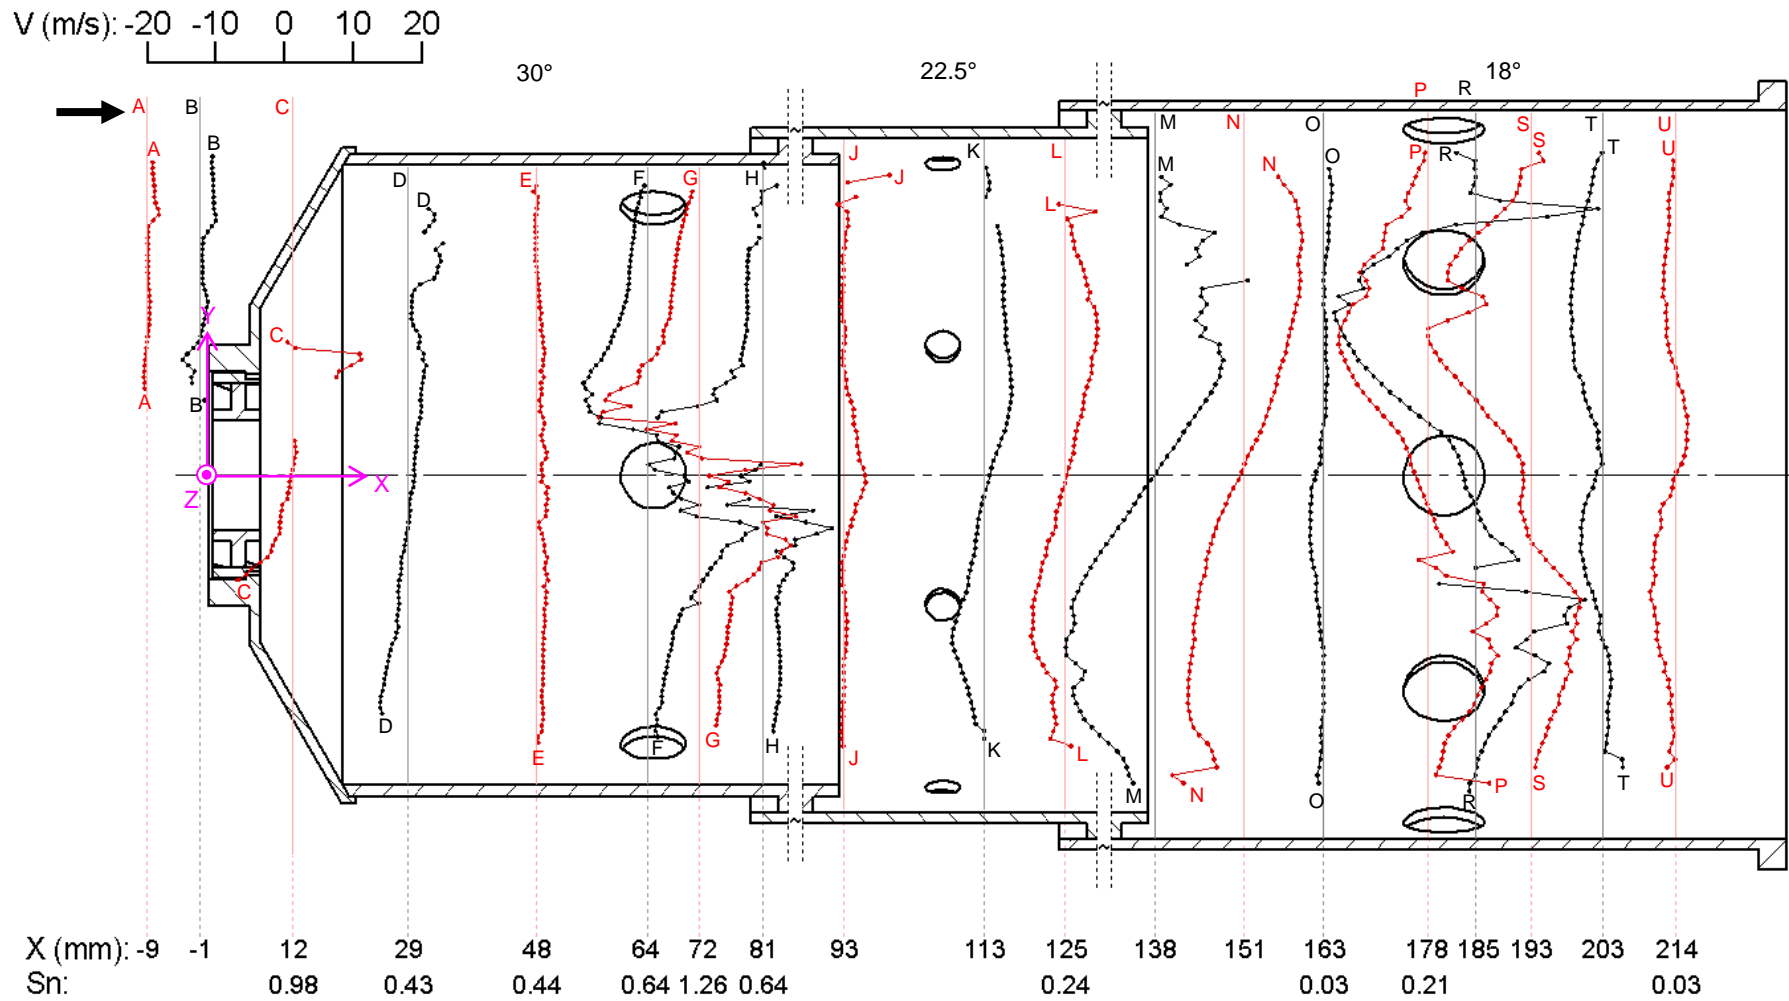 V (m/s): -20 -10 0 10 20
30° 22.5° 18°
P R
A B C M N O S T U
A B J K L M N O P R S S T U
D E F G H J
D L
C
Y
A B
X
Z
C
D E F G H J K L M N O P R S T U
X (mm): -9 -1 12 29 48 64 72 81 93 113 125 138 151 163 178 185 193 203 214
Sn: 0.98 0.43 0.44 0.64 1.26 0.64 0.24 0.03 0.21 0.03